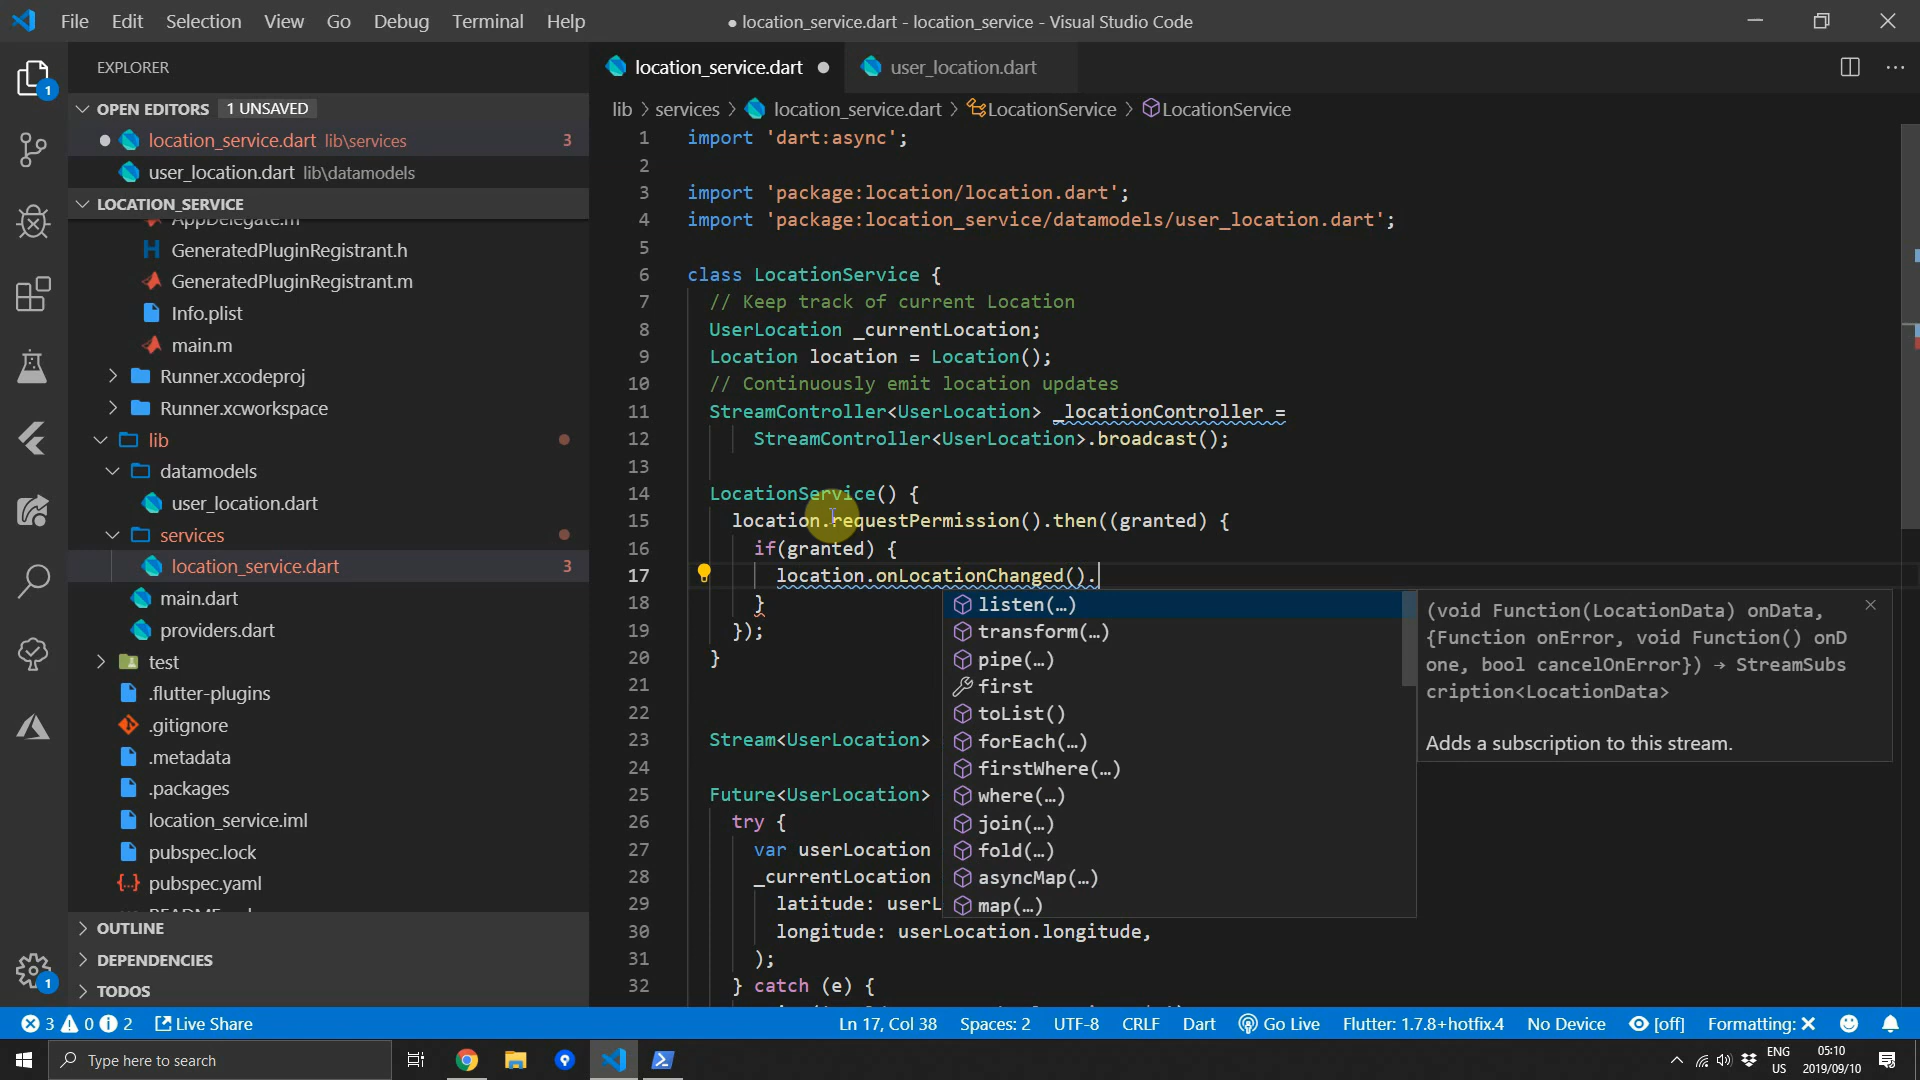 File Edit Selection View Go Debug Terminal Help
● location_service.dart - location_service - Visual Studio Code
EXPLORER
OPEN EDITORS 1 UNSAVED
location_service.dart lib\services 3
user_location.dart lib\datamodels
LOCATION_SERVICE
AppDelegate.m
GeneratedPluginRegistrant.h
GeneratedPluginRegistrant.m
Info.plist
main.m
Runner.xcodeproj
Runner.xcworkspace
lib
datamodels
user_location.dart
services
location_service.dart 3
main.dart
providers.dart
test
.flutter-plugins
.gitignore
.metadata
.packages
location_service.iml
pubspec.lock
pubspec.yaml
OUTLINE
DEPENDENCIES
TODOS
1
1
location_service.dart user_location.dart
lib > services > location_service.dart > LocationService > LocationService
1 import 'dart:async';
2
3 import 'package:location/location.dart';
4 import 'package:location_service/datamodels/user_location.dart';
5
6 class LocationService {
7 // Keep track of current Location
8 UserLocation _currentLocation;
9 Location location = Location();
10 // Continuously emit location updates
11 StreamController<UserLocation> _locationController =
12 StreamController<UserLocation>.broadcast();
13
14 LocationService() {
15 location.requestPermission().then((granted) {
16 if(granted) {
17 location.onLocationChanged().
18 }
19 });
20 }
21
22
23 Stream<UserLocation>
24
25 Future<UserLocation>
26 try {
27 var userLocation
28 _currentLocation
29 latitude: userL
30 longitude: userLocation.longitude,
31 );
32 } catch (e) {
listen(…)
transform(…)
pipe(…)
first
toList()
forEach(…)
firstWhere(…)
where(…)
join(…)
fold(…)
asyncMap(…)
map(…)
(void Function(LocationData) onData,
{Function onError, void Function() onD
one, bool cancelOnError}) → StreamSubs
cription<LocationData>
Adds a subscription to this stream.
3 0 2 Live Share
Ln 17, Col 38 Spaces: 2 UTF-8 CRLF Dart Go Live Flutter: 1.7.8+hotfix.4 No Device [off] Formatting: ✕
Type here to search
ENG
US
05:10
2019/09/10